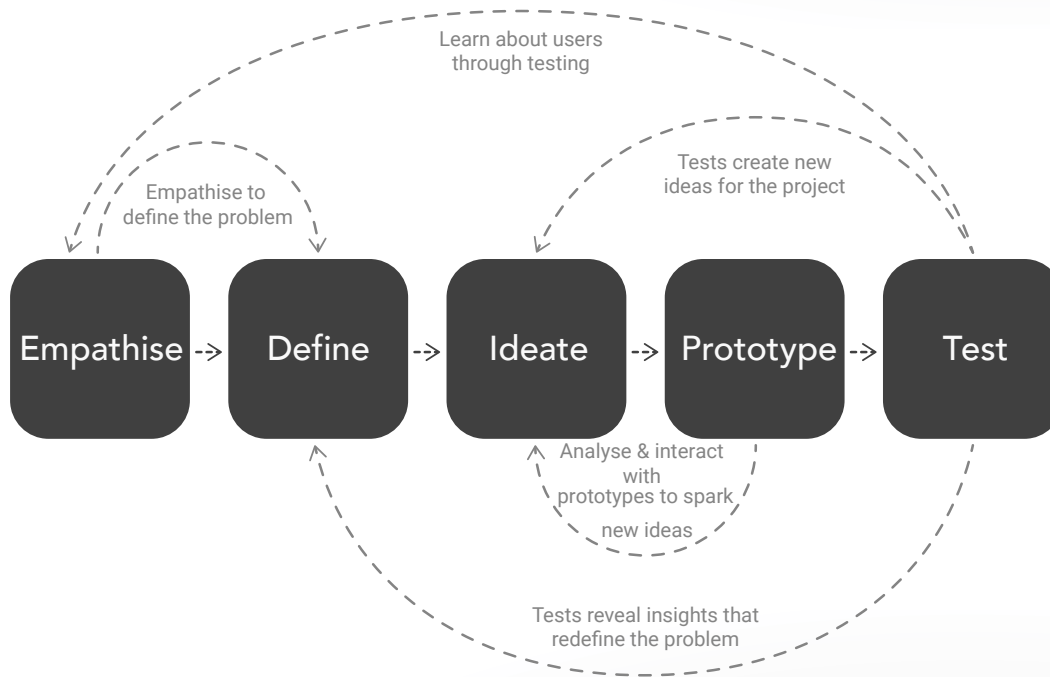 Learn about users
through testing
Tests create new
ideas for the project
Empathise to
define the problem
Empathise
Define
Ideate
Prototype
Test
Analyse & interact
with
prototypes to spark
new ideas
Tests reveal insights that
redefine the problem